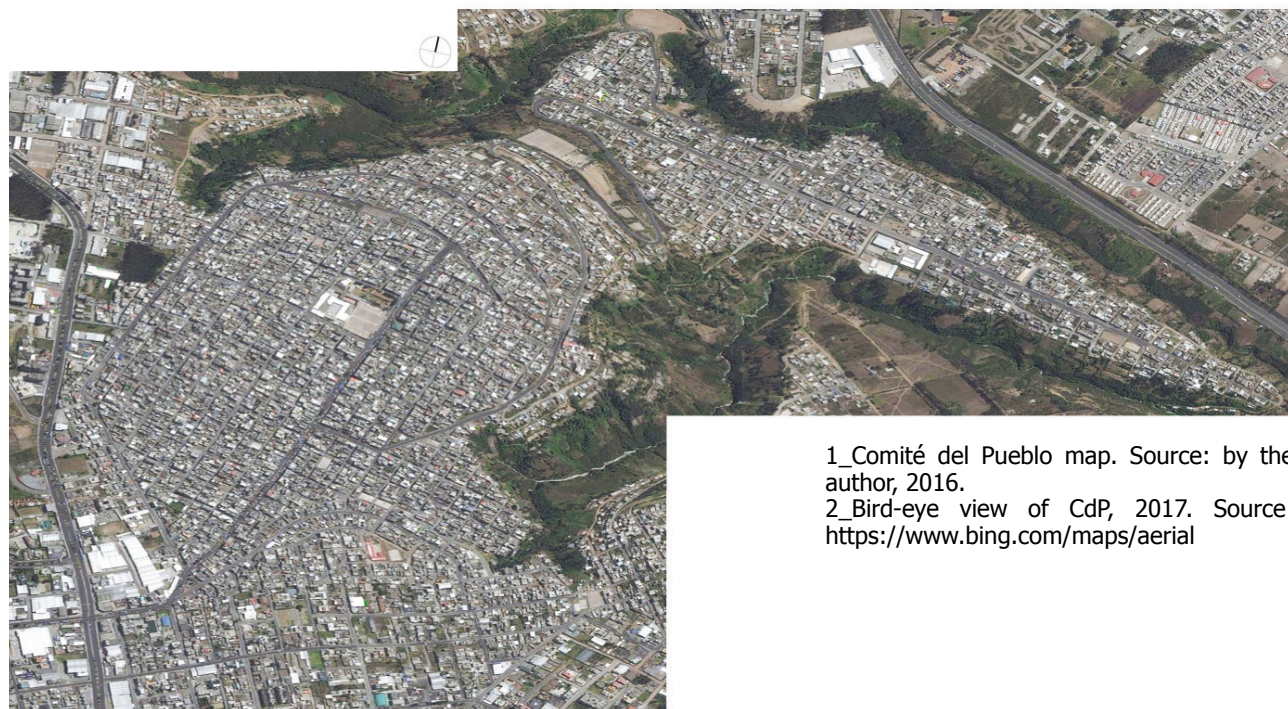 1_Comité del Pueblo map. Source: by the
author, 2016.
2_Bird-eye view of CdP, 2017. Source
https://www.bing.com/maps/aerial